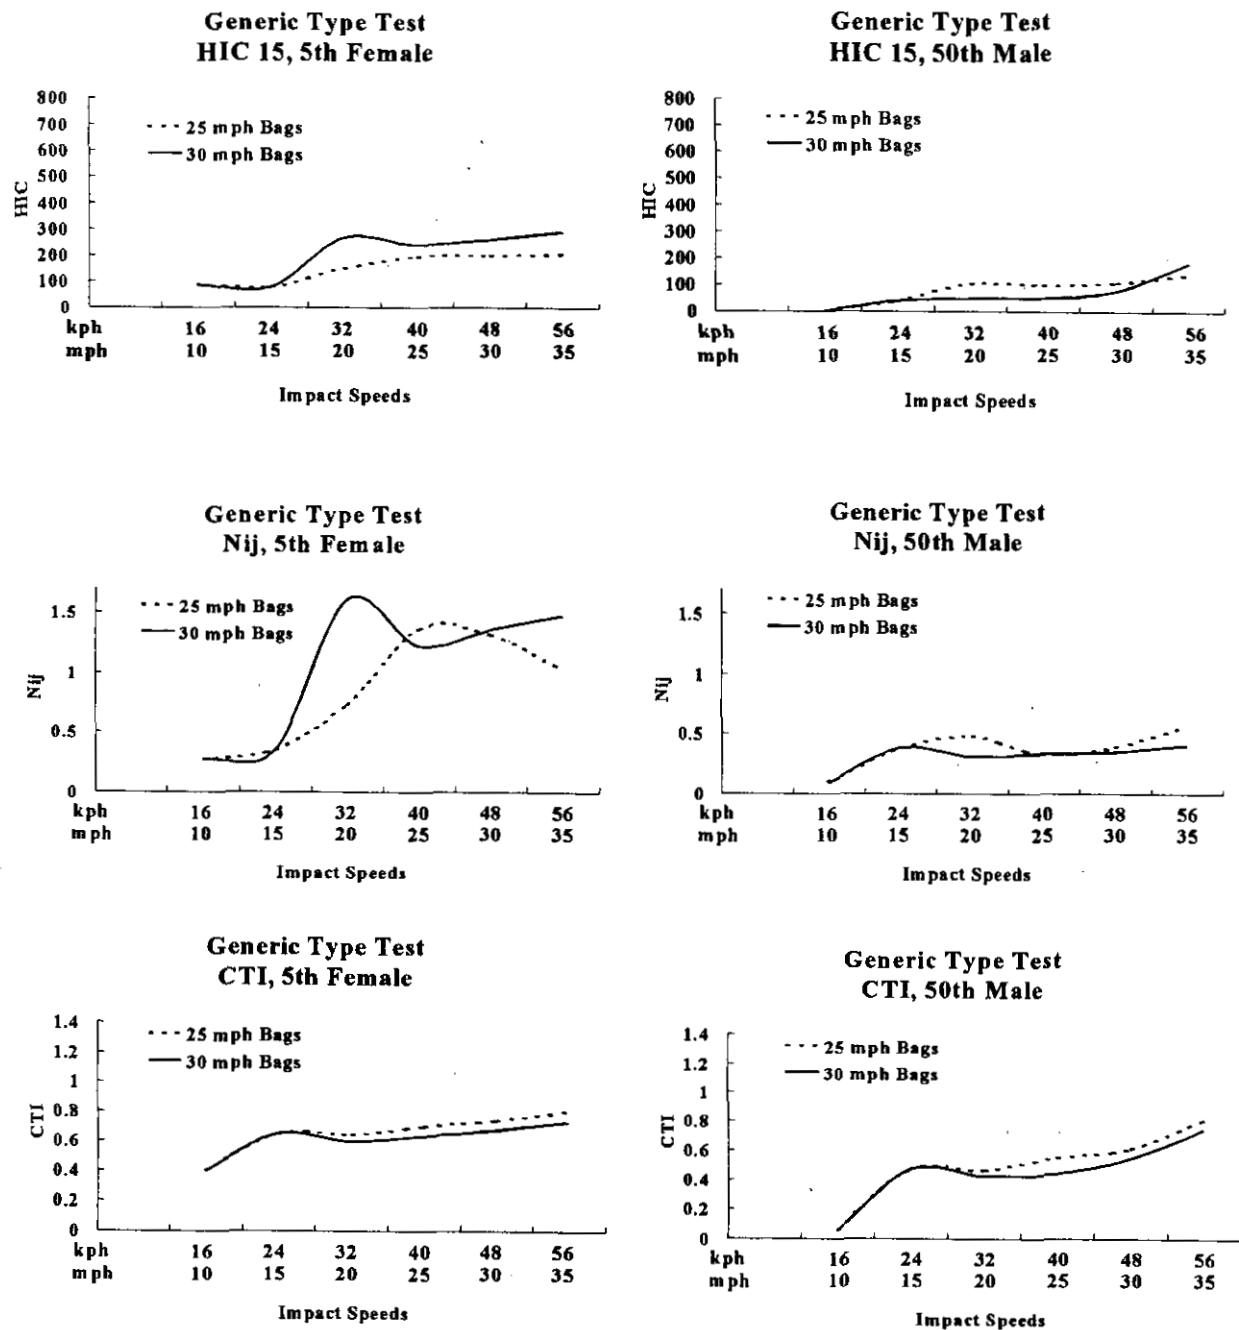 Generic Type Test
HIC 15, 5th Female
800
700
600
500
400
300
200
100
0
HIC
25 mph Bags
30 mph Bags
kph 16 24 32 40 48 56
mph 10 15 20 25 30 35
Impact Speeds
Generic Type Test
HIC 15, 50th Male
800
700
600
500
400
300
200
100
0
HIC
25 mph Bags
30 mph Bags
kph 16 24 32 40 48 56
mph 10 15 20 25 30 35
Impact Speeds
Generic Type Test
Nij, 5th Female
1.5
1
0.5
0
Nij
25 mph Bags
30 mph Bags
kph 16 24 32 40 48 56
mph 10 15 20 25 30 35
Impact Speeds
Generic Type Test
Nij, 50th Male
1.5
1
0.5
0
Nij
25 mph Bags
30 mph Bags
kph 16 24 32 40 48 56
mph 10 15 20 25 30 35
Impact Speeds
Generic Type Test
CTI, 5th Female
1.4
1.2
1
0.8
0.6
0.4
0.2
0
CTI
25 mph Bags
30 mph Bags
kph 16 24 32 40 48 56
mph 10 15 20 25 30 35
Impact Speeds
Generic Type Test
CTI, 50th Male
1.4
1.2
1
0.8
0.6
0.4
0.2
0
CTI
25 mph Bags
30 mph Bags
kph 16 24 32 40 48 56
mph 10 15 20 25 30 35
Impact Speeds